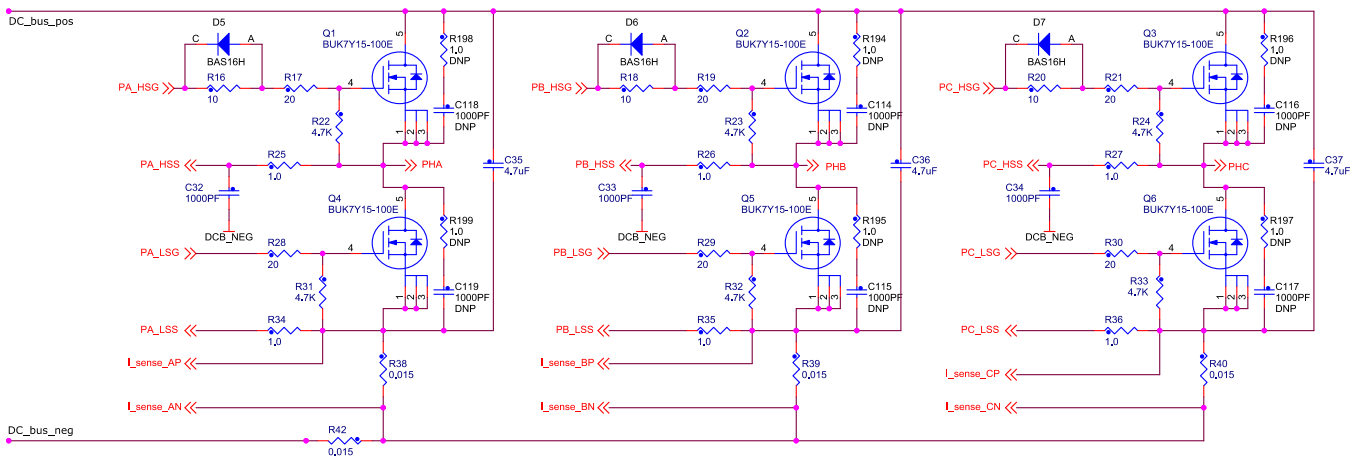 DC_bus_pos
D5
C
A
BAS16H
Q1
BUK7Y15-100E
5
R198
1.0
DNP
PA_HSG
R16
10
R17
20
4
R22
4.7K
1
2
3
C118
1000PF
DNP
PA_HSS
R25
1.0
PHA
C35
4.7uF
C32
1000PF
DCB_NEG
Q4
BUK7Y15-100E
5
R199
1.0
DNP
PA_LSG
R28
20
4
R31
4.7K
1
2
3
C119
1000PF
DNP
PA_LSS
R34
1.0
I_sense_AP
R38
0.015
I_sense_AN
D6
C
A
BAS16H
Q2
BUK7Y15-100E
5
R194
1.0
DNP
PB_HSG
R18
10
R19
20
4
R23
4.7K
1
2
3
C114
1000PF
DNP
PB_HSS
R26
1.0
PHB
C36
4.7uF
C33
1000PF
DCB_NEG
Q5
BUK7Y15-100E
5
R195
1.0
DNP
PB_LSG
R29
20
4
R32
4.7K
1
2
3
C115
1000PF
DNP
PB_LSS
R35
1.0
I_sense_BP
R39
0.015
I_sense_BN
D7
C
A
BAS16H
Q3
BUK7Y15-100E
5
R196
1.0
DNP
PC_HSG
R20
10
R21
20
4
R24
4.7K
1
2
3
C116
1000PF
DNP
PC_HSS
R27
1.0
PHC
C37
4.7uF
C34
1000PF
DCB_NEG
Q6
BUK7Y15-100E
5
R197
1.0
DNP
PC_LSG
R30
20
4
R33
4.7K
1
2
3
C117
1000PF
DNP
PC_LSS
R36
1.0
I_sense_CP
R40
0.015
I_sense_CN
DC_bus_neg
R42
0.015